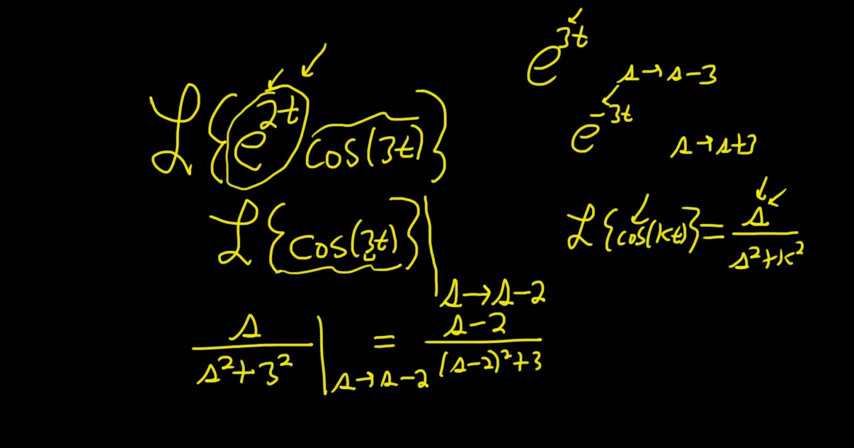 e^{3t}
s→s-3
e^{-3t}
s→s+3
ℒ{e^{2t} cos(3t)}
ℒ{cos(kt)} = s/(s²+k²)
ℒ{cos(3t)}|_{s→s-2}
s/(s²+3²)|_{s→s-2} = (s-2)/((s-2)²+3